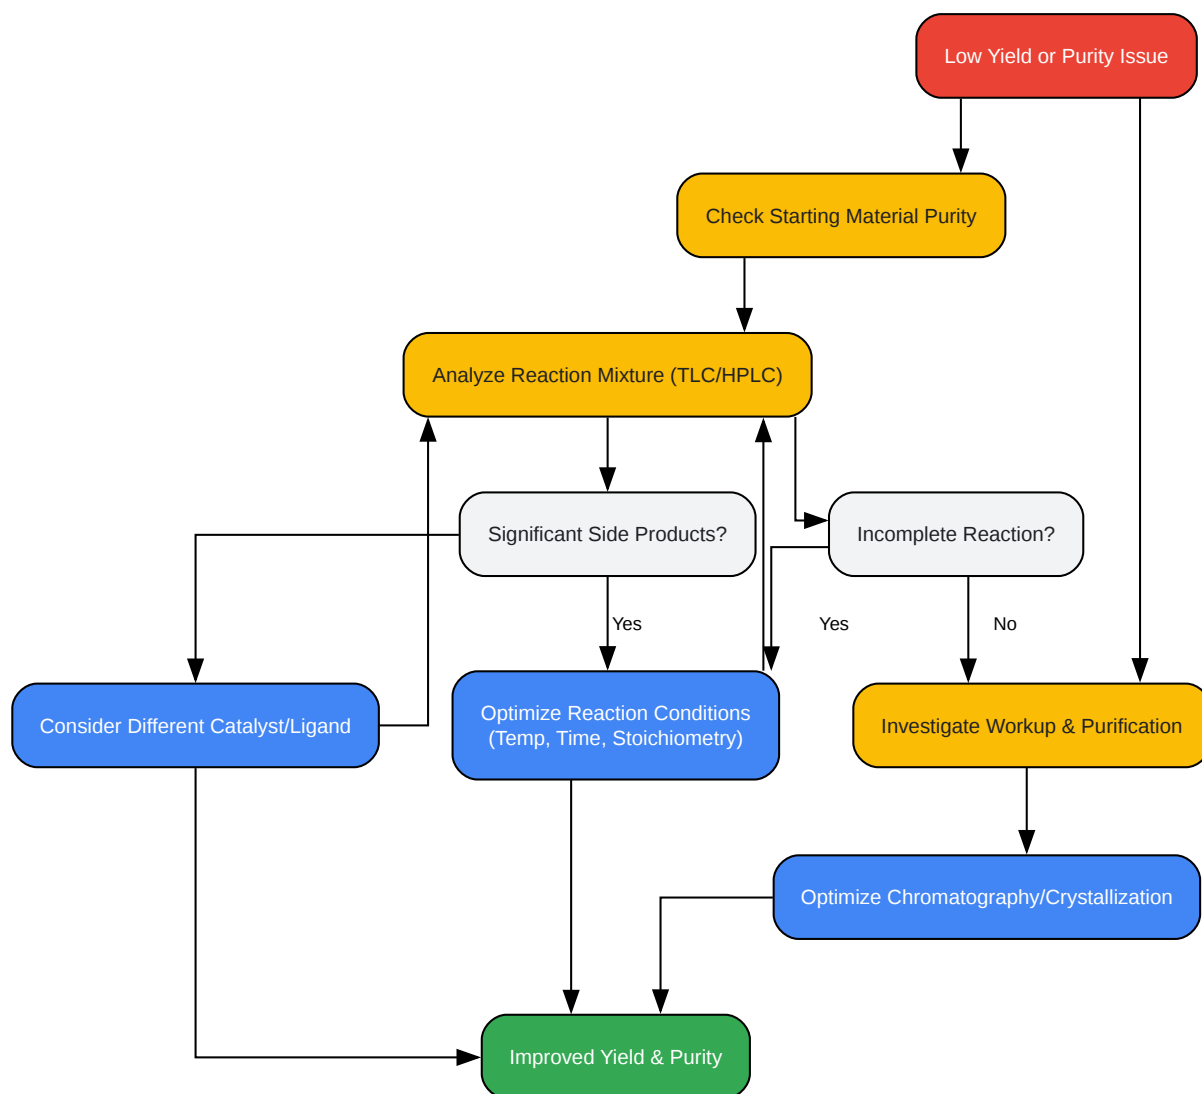 Low Yield or Purity Issue
Check Starting Material Purity
Analyze Reaction Mixture (TLC/HPLC)
Significant Side Products?
Incomplete Reaction?
Yes
Yes
No
Consider Different Catalyst/Ligand
Optimize Reaction Conditions
(Temp, Time, Stoichiometry)
Investigate Workup & Purification
Optimize Chromatography/Crystallization
Improved Yield & Purity